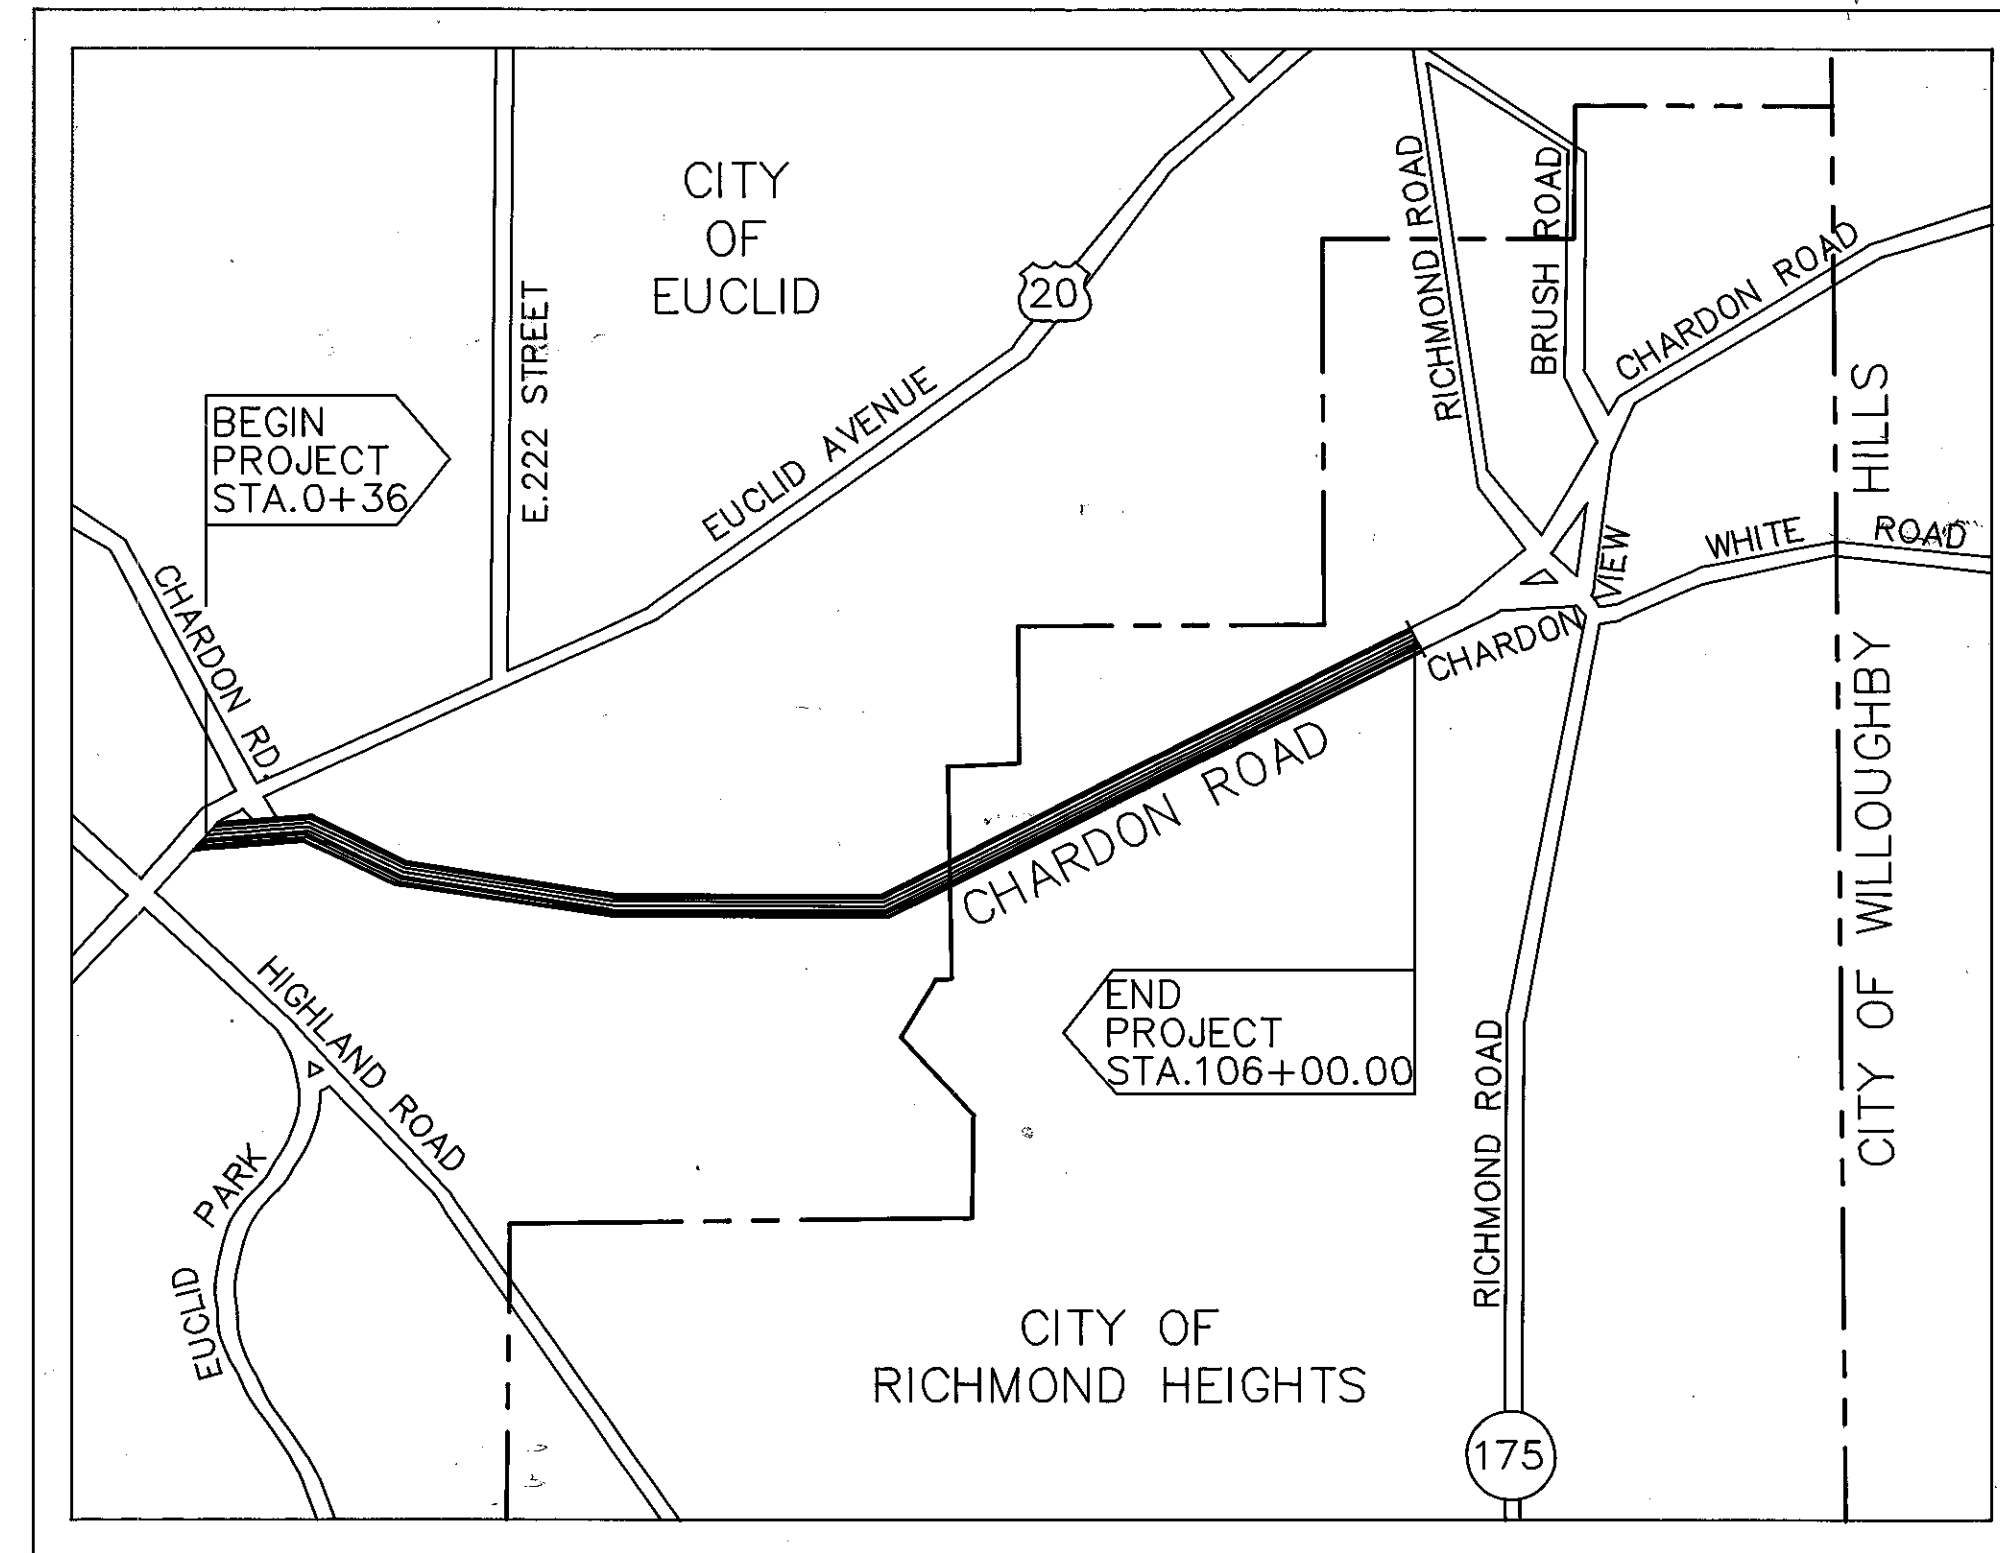 CITY
OF
EUCLID
20
E.222 STREET
EUCLID AVENUE
BEGIN
PROJECT
STA.0+36
CHARDON RD.
RICHMOND ROAD
BRUSH ROAD
CHARDON ROAD
WHITE ROAD
CHARDON VIEW
CITY OF WILLOUGHBY HILLS
CHARDON ROAD
END
PROJECT
STA.106+00.00
HIGHLAND ROAD
EUCLID PARK
RICHMOND ROAD
CITY OF
RICHMOND HEIGHTS
175